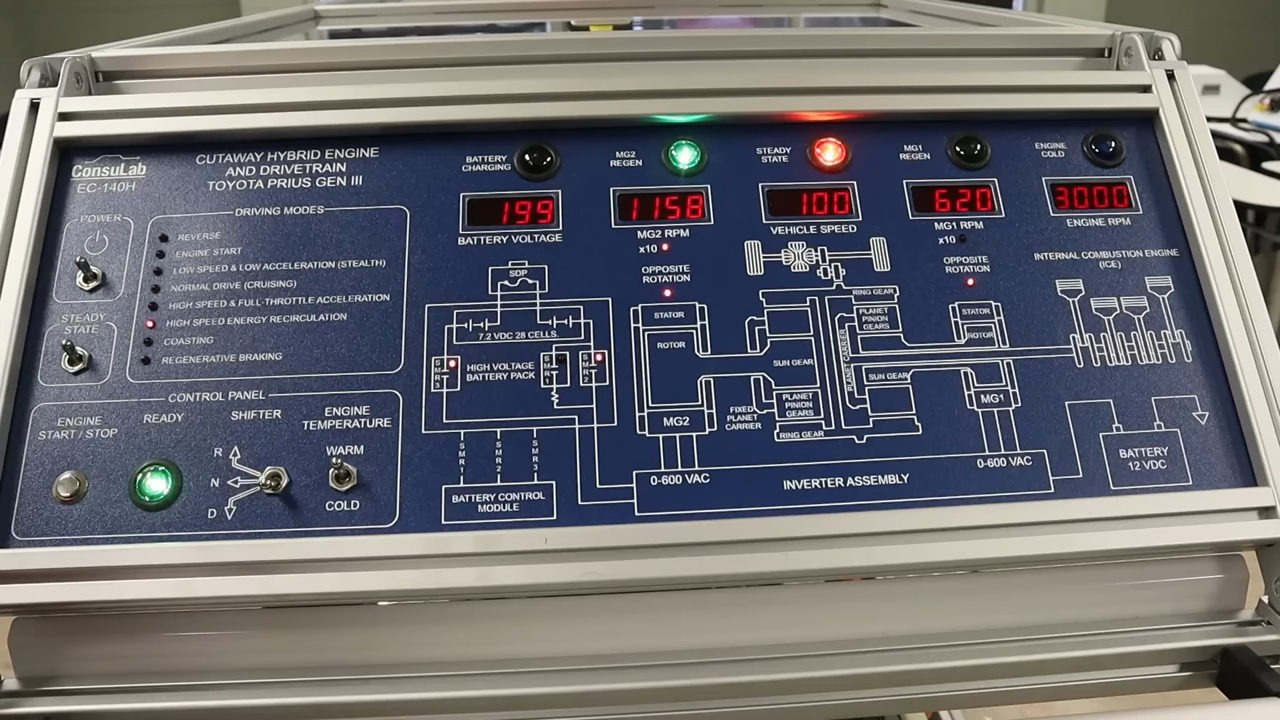 ConsuLab
EC-140H
CUTAWAY HYBRID ENGINE
AND DRIVETRAIN
TOYOTA PRIUS GEN III
POWER
STEADY
STATE
DRIVING MODES
REVERSE
ENGINE START
LOW SPEED & LOW ACCELERATION (STEALTH)
NORMAL DRIVE (CRUISING)
HIGH SPEED & FULL-THROTTLE ACCELERATION
HIGH SPEED ENERGY RECIRCULATION
COASTING
REGENERATIVE BRAKING
CONTROL PANEL
ENGINE
START / STOP
READY
SHIFTER
R
N
D
ENGINE
TEMPERATURE
WARM
COLD
BATTERY
CHARGING
199
BATTERY VOLTAGE
MG2
REGEN
1158
MG2 RPM
x10
OPPOSITE
ROTATION
STEADY
STATE
100
VEHICLE SPEED
MG1
REGEN
620
MG1 RPM
x10
OPPOSITE
ROTATION
ENGINE
COLD
3000
ENGINE RPM
INTERNAL COMBUSTION ENGINE
(ICE)
SDP
7.2 VDC 28 CELLS.
HIGH VOLTAGE
BATTERY PACK
SMR3
SMR1
SMR2
SMR1
SMR2
SMR3
BATTERY CONTROL
MODULE
STATOR
ROTOR
MG2
FIXED
PLANET
CARRIER
SUN GEAR
PLANET
PINION
GEARS
RING GEAR
RING GEAR
PLANET
PINION
GEARS
PLANET CARRIER
SUN GEAR
STATOR
ROTOR
MG1
0-600 VAC
INVERTER ASSEMBLY
0-600 VAC
BATTERY
12 VDC